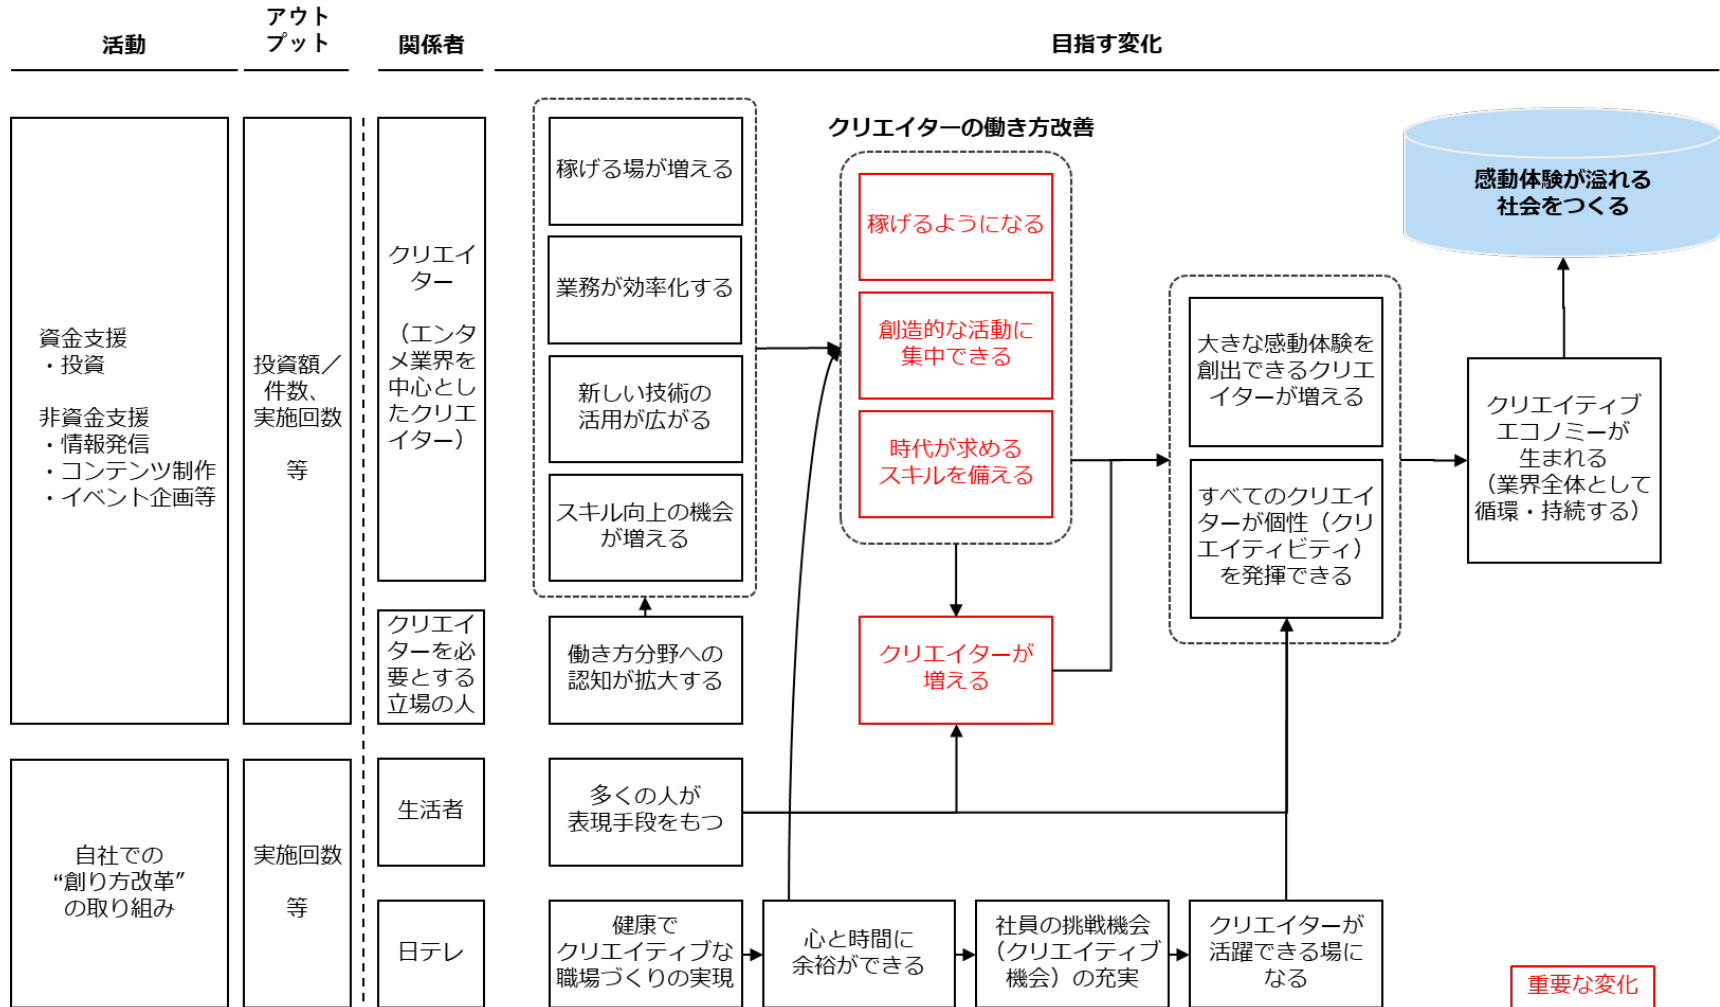 活動
アウト
プット
関係者
目指す変化
資金支援
・投資
非資金支援
・情報発信
・コンテンツ制作
・イベント企画等
投資額／
件数、
実施回数
等
クリエイ
ター
（エンタ
メ業界を
中心とし
たクリエ
イター）
稼げる場が増える
業務が効率化する
新しい技術の
活用が広がる
スキル向上の機会
が増える
クリエイターの働き方改善
稼げるようになる
創造的な活動に
集中できる
時代が求める
スキルを備える
大きな感動体験を
創出できるクリエ
イターが増える
すべてのクリエイ
ターが個性（クリ
エイティビティ）
を発揮できる
感動体験が溢れる
社会をつくる
クリエイティブ
エコノミーが
生まれる
（業界全体として
循環・持続する）
クリエイ
ターを必
要とする
立場の人
働き方分野への
認知が拡大する
クリエイターが
増える
自社での
“創り方改革”
の取り組み
実施回数
等
生活者
多くの人が
表現手段をもつ
日テレ
健康で
クリエイティブな
職場づくりの実現
心と時間に
余裕ができる
社員の挑戦機会
（クリエイティブ
機会）の充実
クリエイターが
活躍できる場に
なる
重要な変化